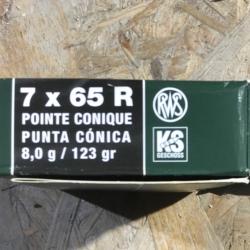 7 x 65 R
POINTE CONIQUE
PUNTA CÓNICA
8,0 g / 123 gr
RWS
KS
GESCHOSS